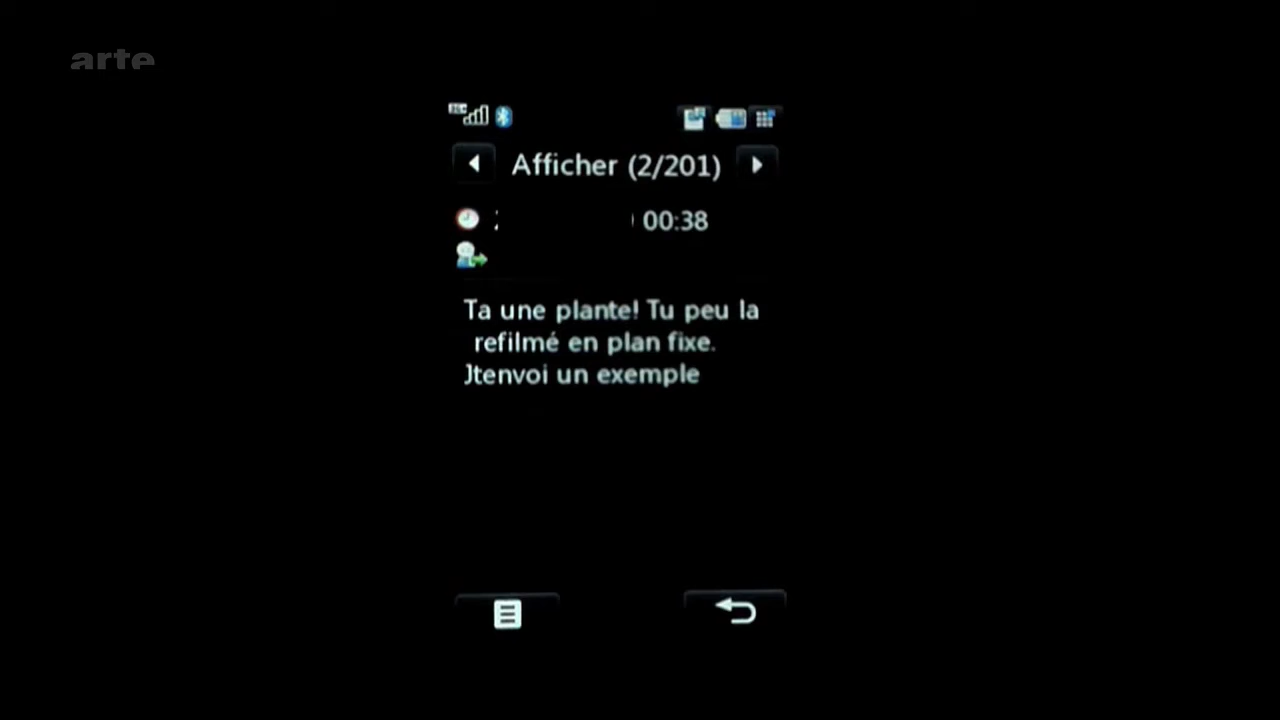 arte
Afficher (2/201)
00:38
Ta une plante! Tu peu la
refilmé en plan fixe.
Jtenvoi un exemple